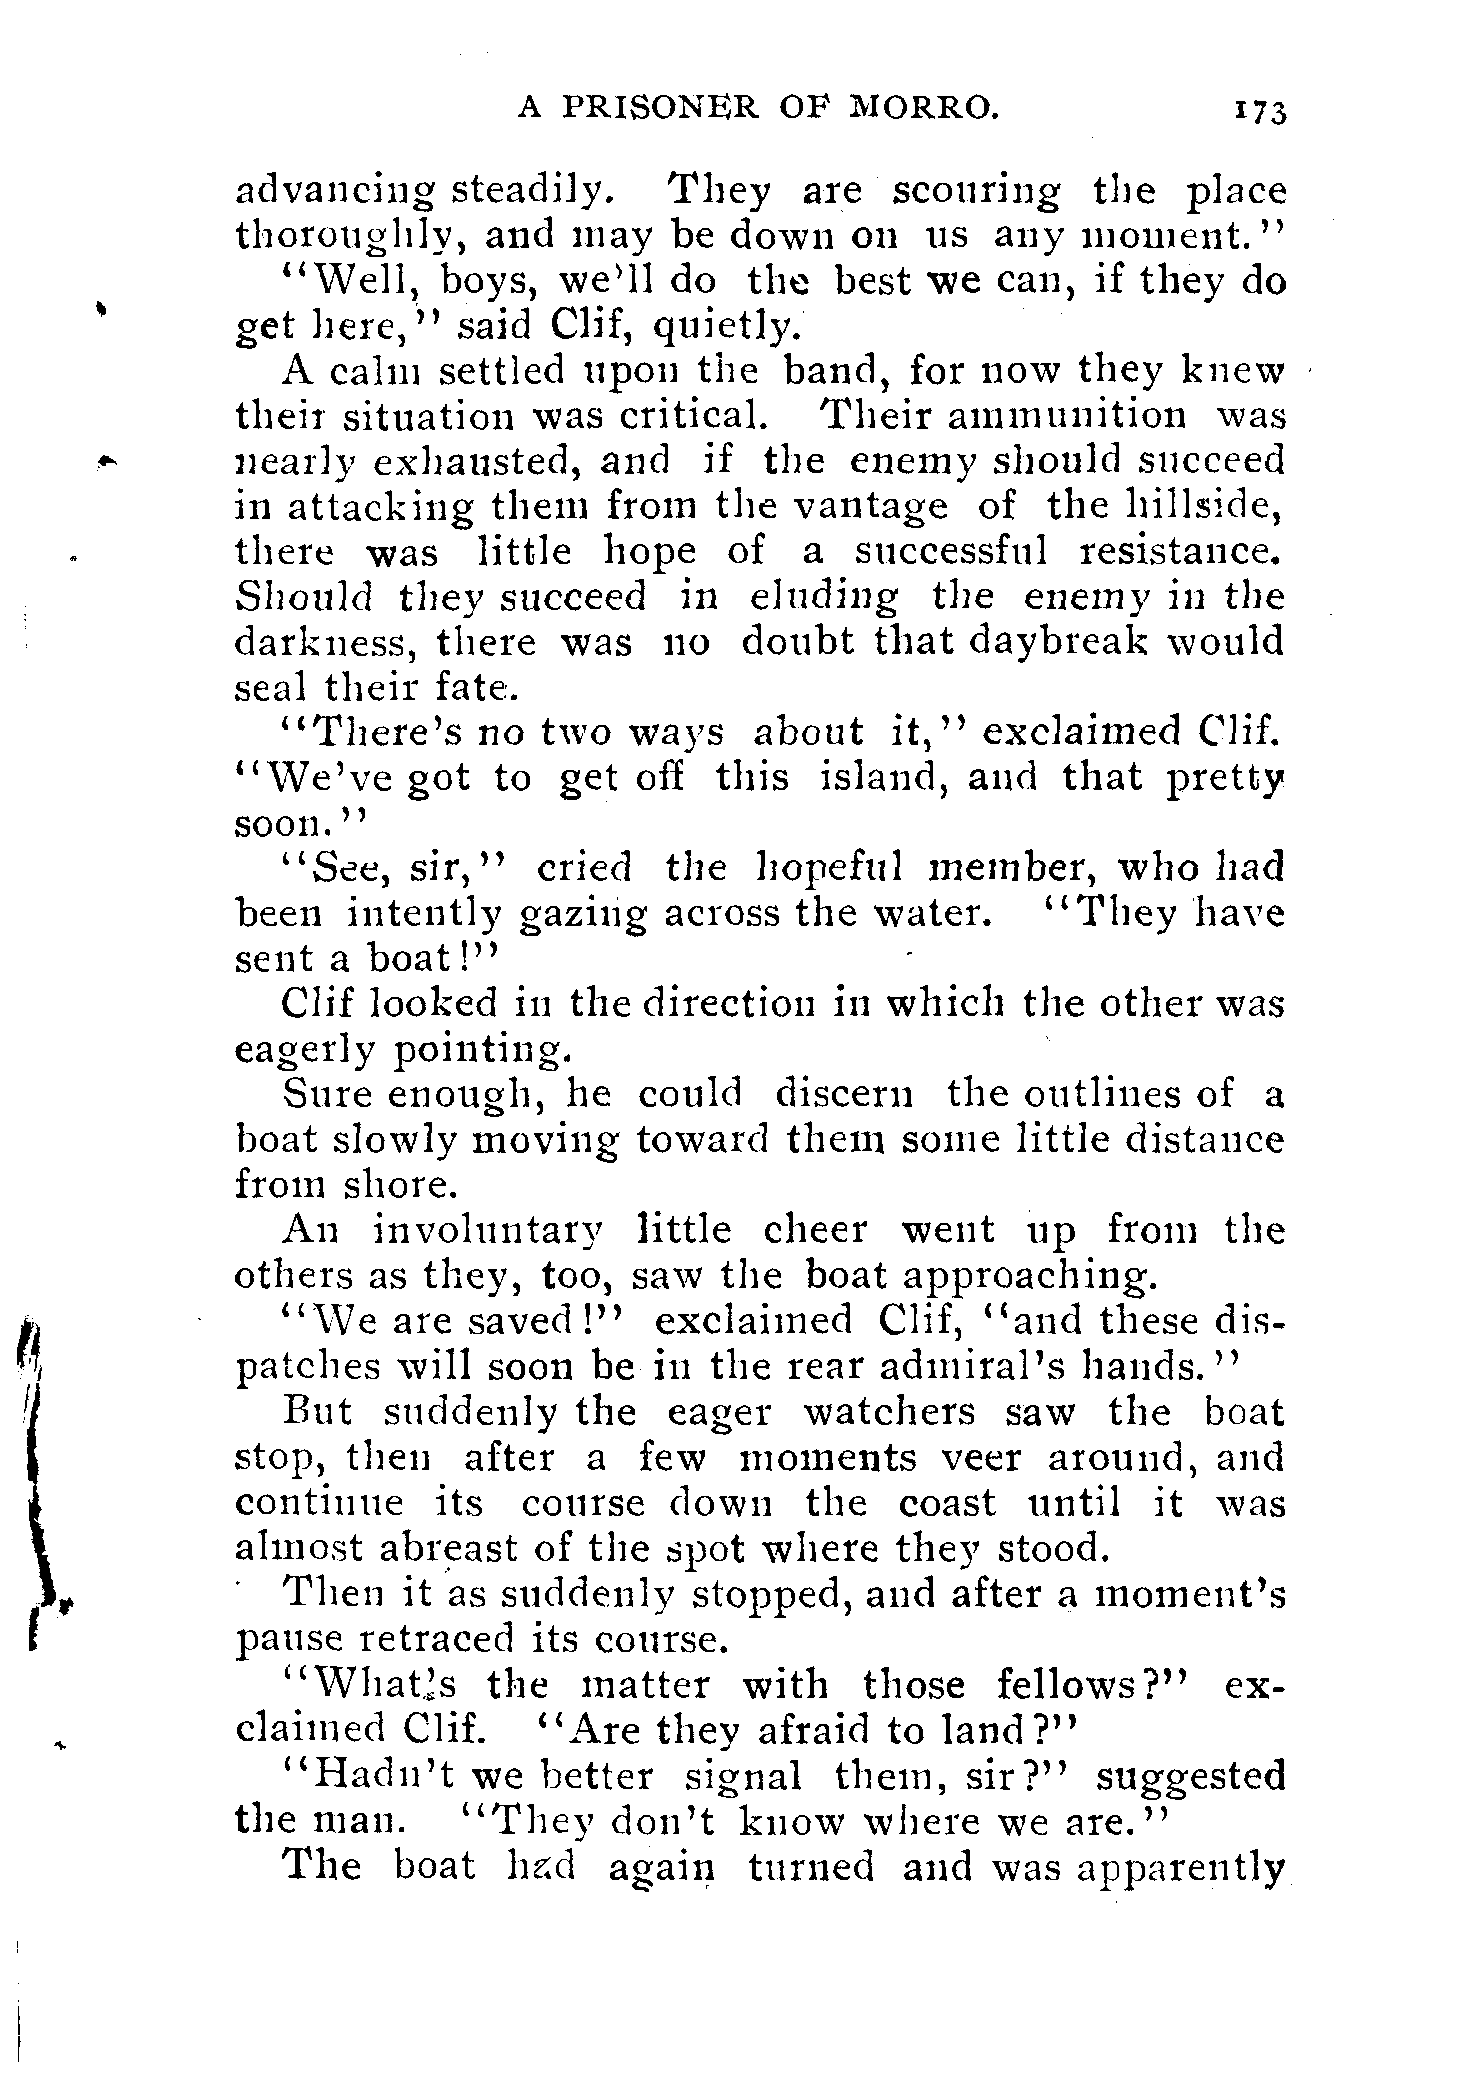 A PRISONER OF MORRO. 173
advancing steadily. They are scouring the place
thoroughly, and may be down on us any moment."
"Well, boys, we'll do the best we can, if they do
get here," said Clif, quietly.
A calm settled upon the band, for now they knew
their situation was critical. Their ammunition was
nearly exhausted, and if the enemy should succeed
in attacking them from the vantage of the hillside,
there was little hope of a successful resistance.
Should they succeed in eluding the enemy in the
darkness, there was no doubt that daybreak would
seal their fate.
"There's no two ways about it," exclaimed Clif.
"We've got to get off this island, and that pretty
soon."
"See, sir," cried the hopeful member, who had
been intently gazing across the water. "They have
sent a boat!"
Clif looked in the direction in which the other was
eagerly pointing.
Sure enough, he could discern the outlines of a
boat slowly moving toward them some little distance
from shore.
An involuntary little cheer went up from the
others as they, too, saw the boat approaching.
"We are saved!" exclaimed Clif, "and these dis-
patches will soon be in the rear admiral's hands."
But suddenly the eager watchers saw the boat
stop, then after a few moments veer around, and
continue its course down the coast until it was
almost abreast of the spot where they stood.
Then it as suddenly stopped, and after a moment's
pause retraced its course.
"What's the matter with those fellows?" ex-
claimed Clif. "Are they afraid to land?"
"Hadn't we better signal them, sir?" suggested
the man. "They don't know where we are."
The boat had again turned and was apparently